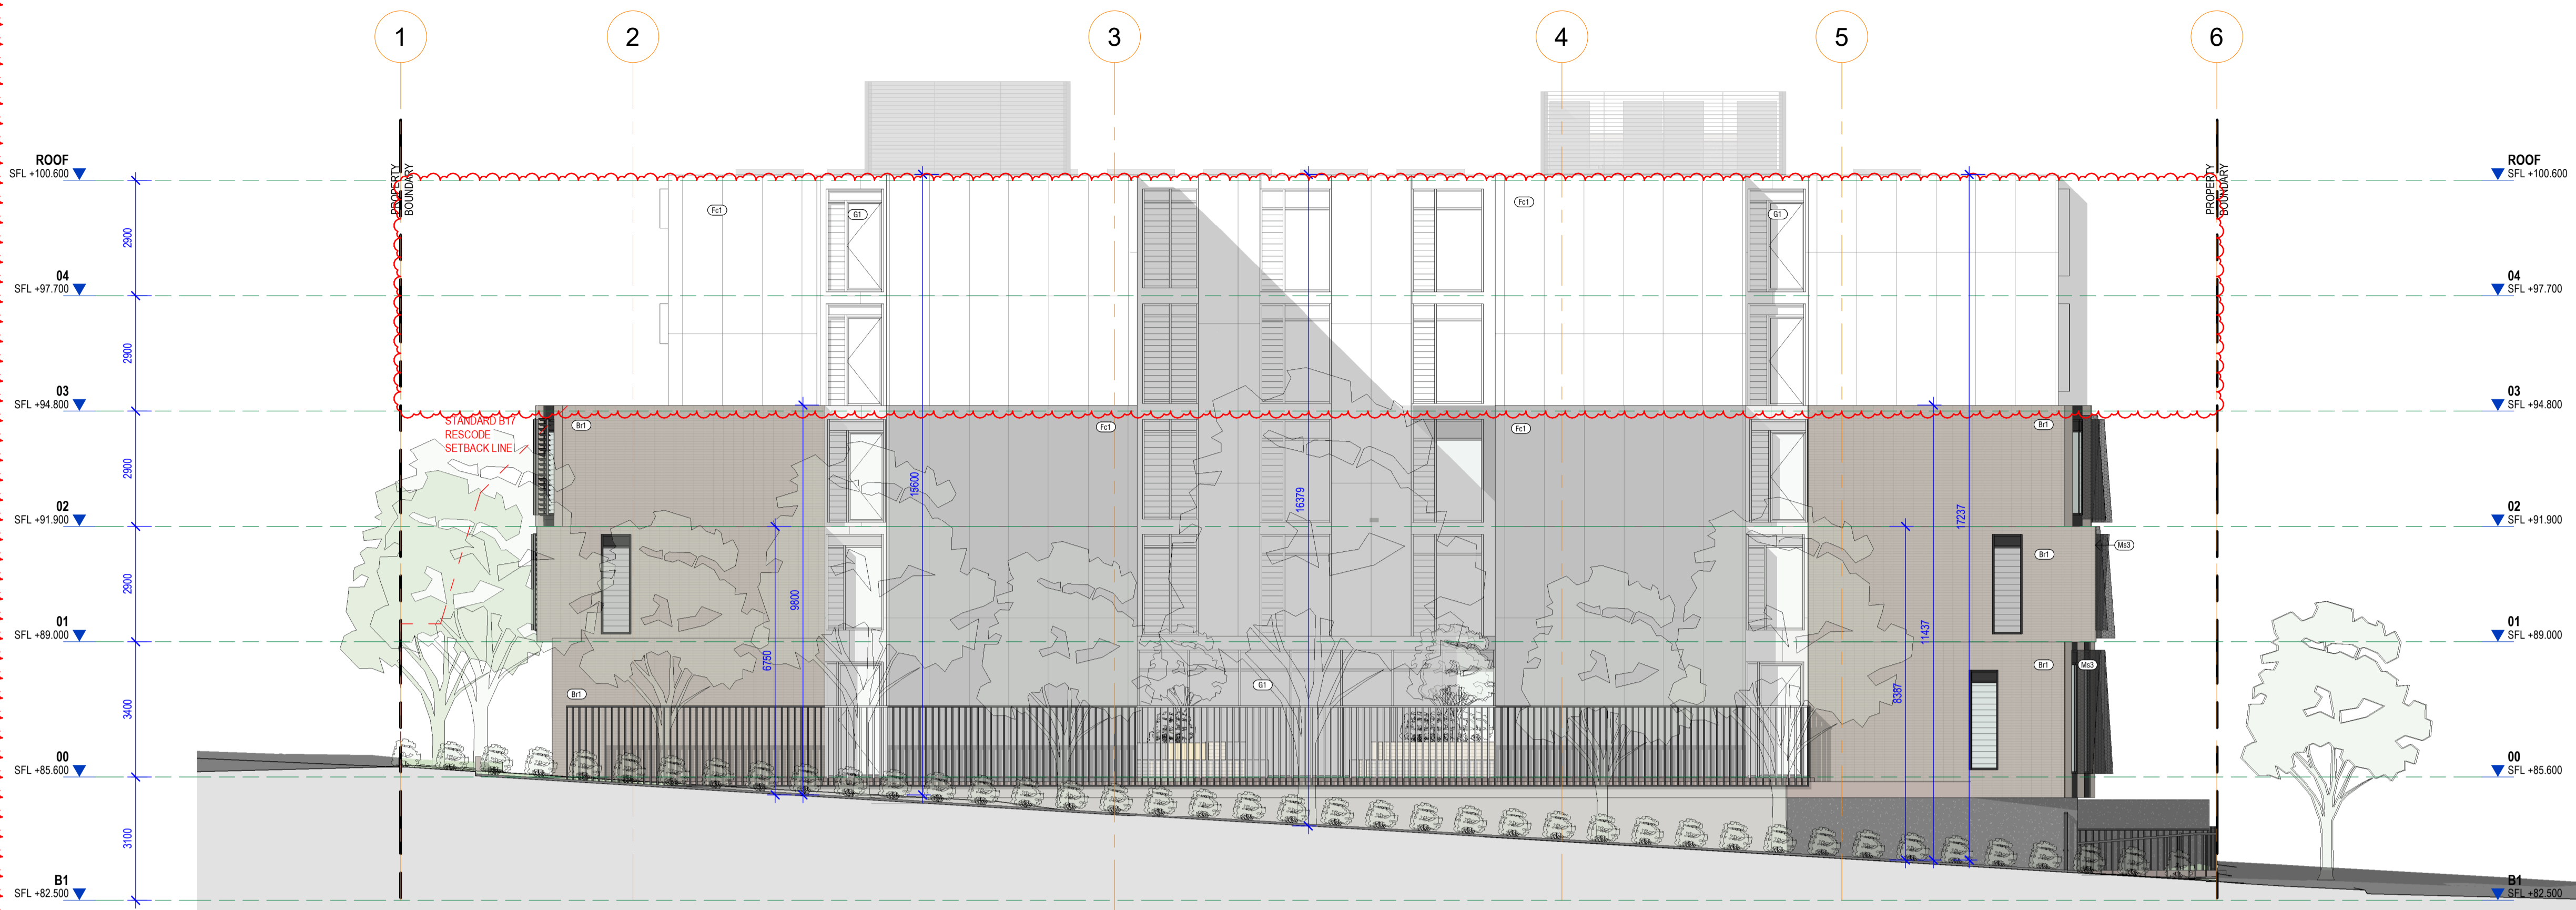 1
2
3
4
5
6
ROOF
SFL +100.600
PROPERTY
BOUNDARY
PROPERTY
BOUNDARY
ROOF
SFL +100.600
Fc1
G1
Fc1
G1
2900
04
SFL +97.700
04
SFL +97.700
2900
03
SFL +94.800
03
SFL +94.800
STANDARD B17
RESCODE
SETBACK LINE
Br1
Fc1
Fc1
Br1
2900
15600
16379
17237
02
SFL +91.900
02
SFL +91.900
Ms3
Br1
2900
9800
11437
01
SFL +89.000
01
SFL +89.000
6750
8387
Br1
G1
Br1
Ms3
3400
00
SFL +85.600
00
SFL +85.600
3100
B1
SFL +82.500
B1
SFL +82.500